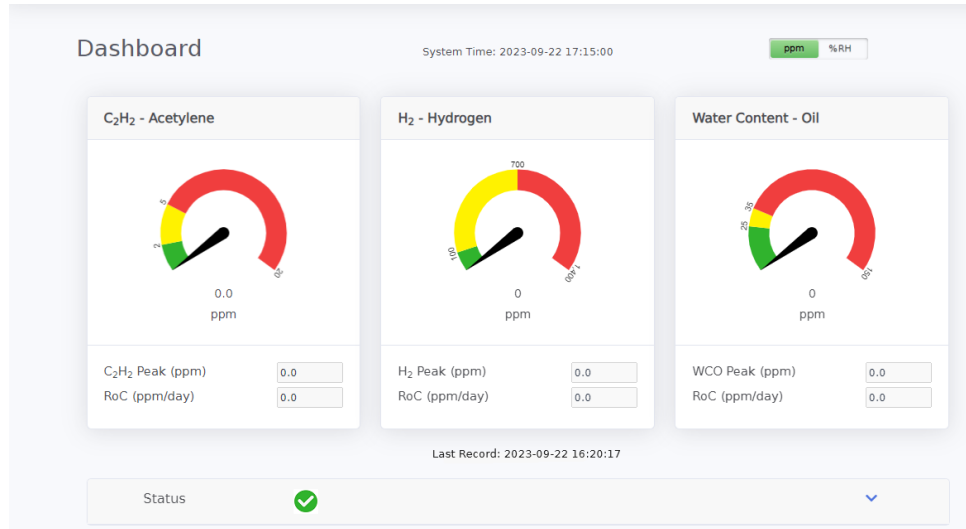 Dashboard
System Time: 2023-09-22 17:15:00
ppm %RH
C₂H₂ - Acetylene
2
5
20
0.0
ppm
C₂H₂ Peak (ppm) 0.0
RoC (ppm/day) 0.0
H₂ - Hydrogen
100
700
1,400
0
ppm
H₂ Peak (ppm) 0.0
RoC (ppm/day) 0.0
Water Content - Oil
25
35
150
0
ppm
WCO Peak (ppm) 0.0
RoC (ppm/day) 0.0
Last Record: 2023-09-22 16:20:17
Status